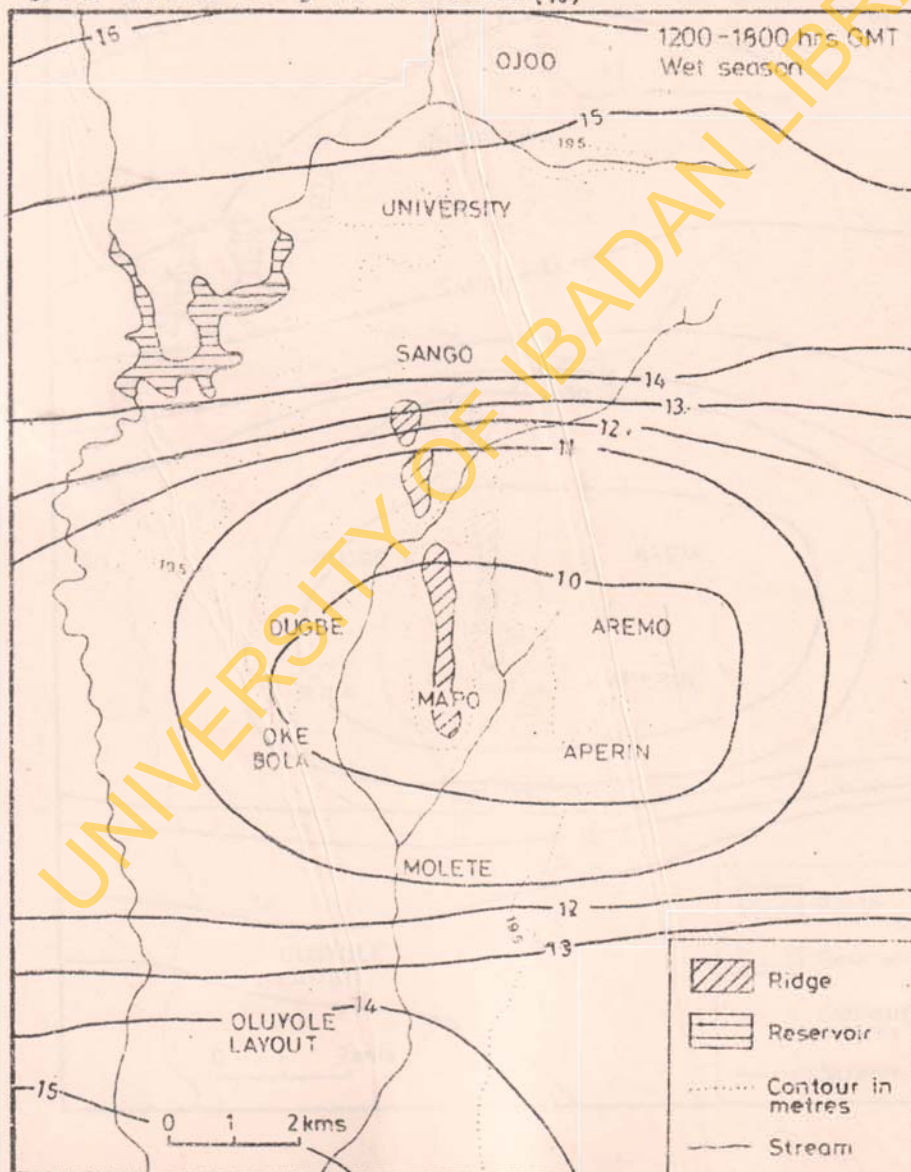 16
OJOO
1200-1800 hrs GMT
Wet season
15
195
UNIVERSITY
SANGO
14
13
12
11
195
10
DUGBE
AREMO
MAPO
OKE
BOLA
APERIN
MOLETE
12
195
13
14
OLUYOLE
LAYOUT
15
0 1 2 kms
Ridge
Reservoir
Contour in
metres
Stream
UNIVERSITY OF IBADAN LIBRA